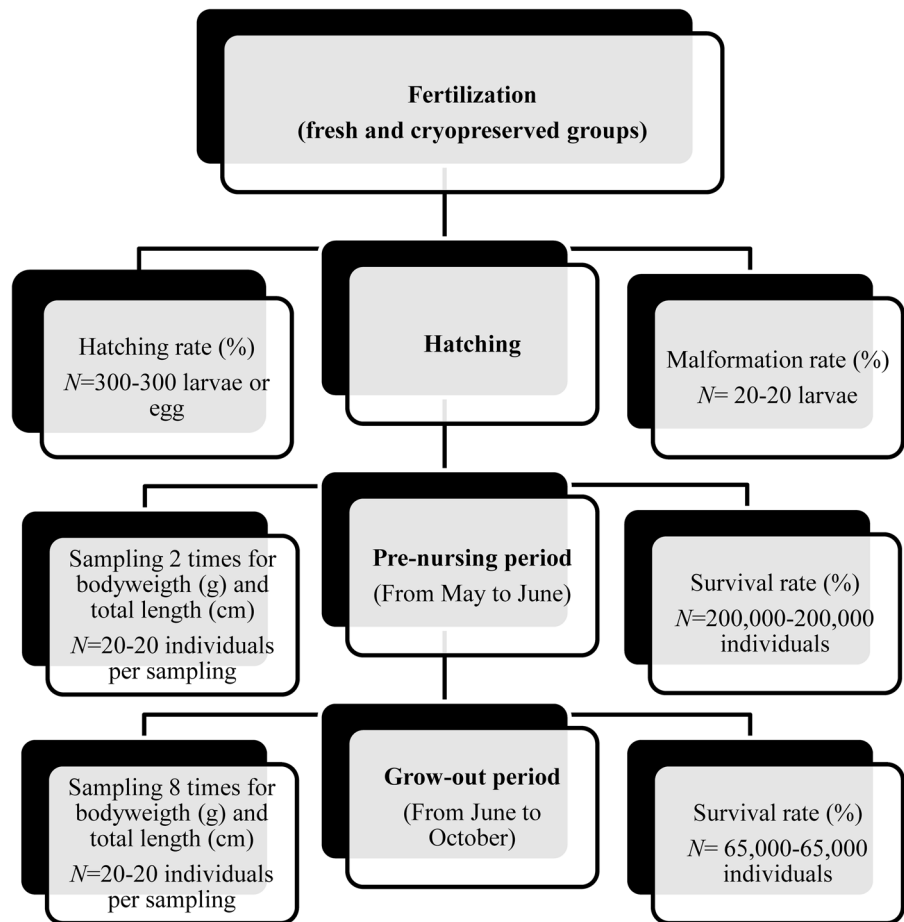 Fertilization
(fresh and cryopreserved groups)
Hatching rate (%)
N=300-300 larvae or
egg
Hatching
Malformation rate (%)
N= 20-20 larvae
Sampling 2 times for
bodyweigth (g) and
total length (cm)
N=20-20 individuals
per sampling
Pre-nursing period
(From May to June)
Survival rate (%)
N=200,000-200,000
individuals
Sampling 8 times for
bodyweigth (g) and
total length (cm)
N=20-20 individuals
per sampling
Grow-out period
(From June to
October)
Survival rate (%)
N= 65,000-65,000
individuals